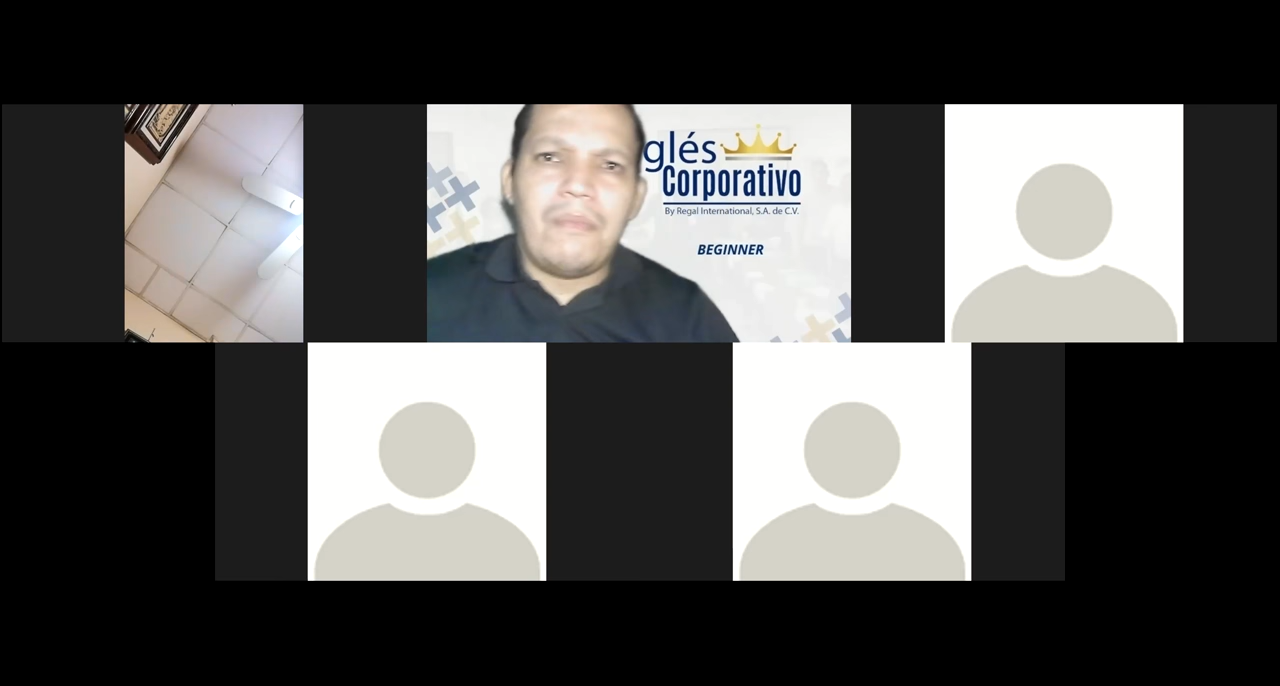 glés
Corporativo
By Regal International, S.A. de C.V.
BEGINNER